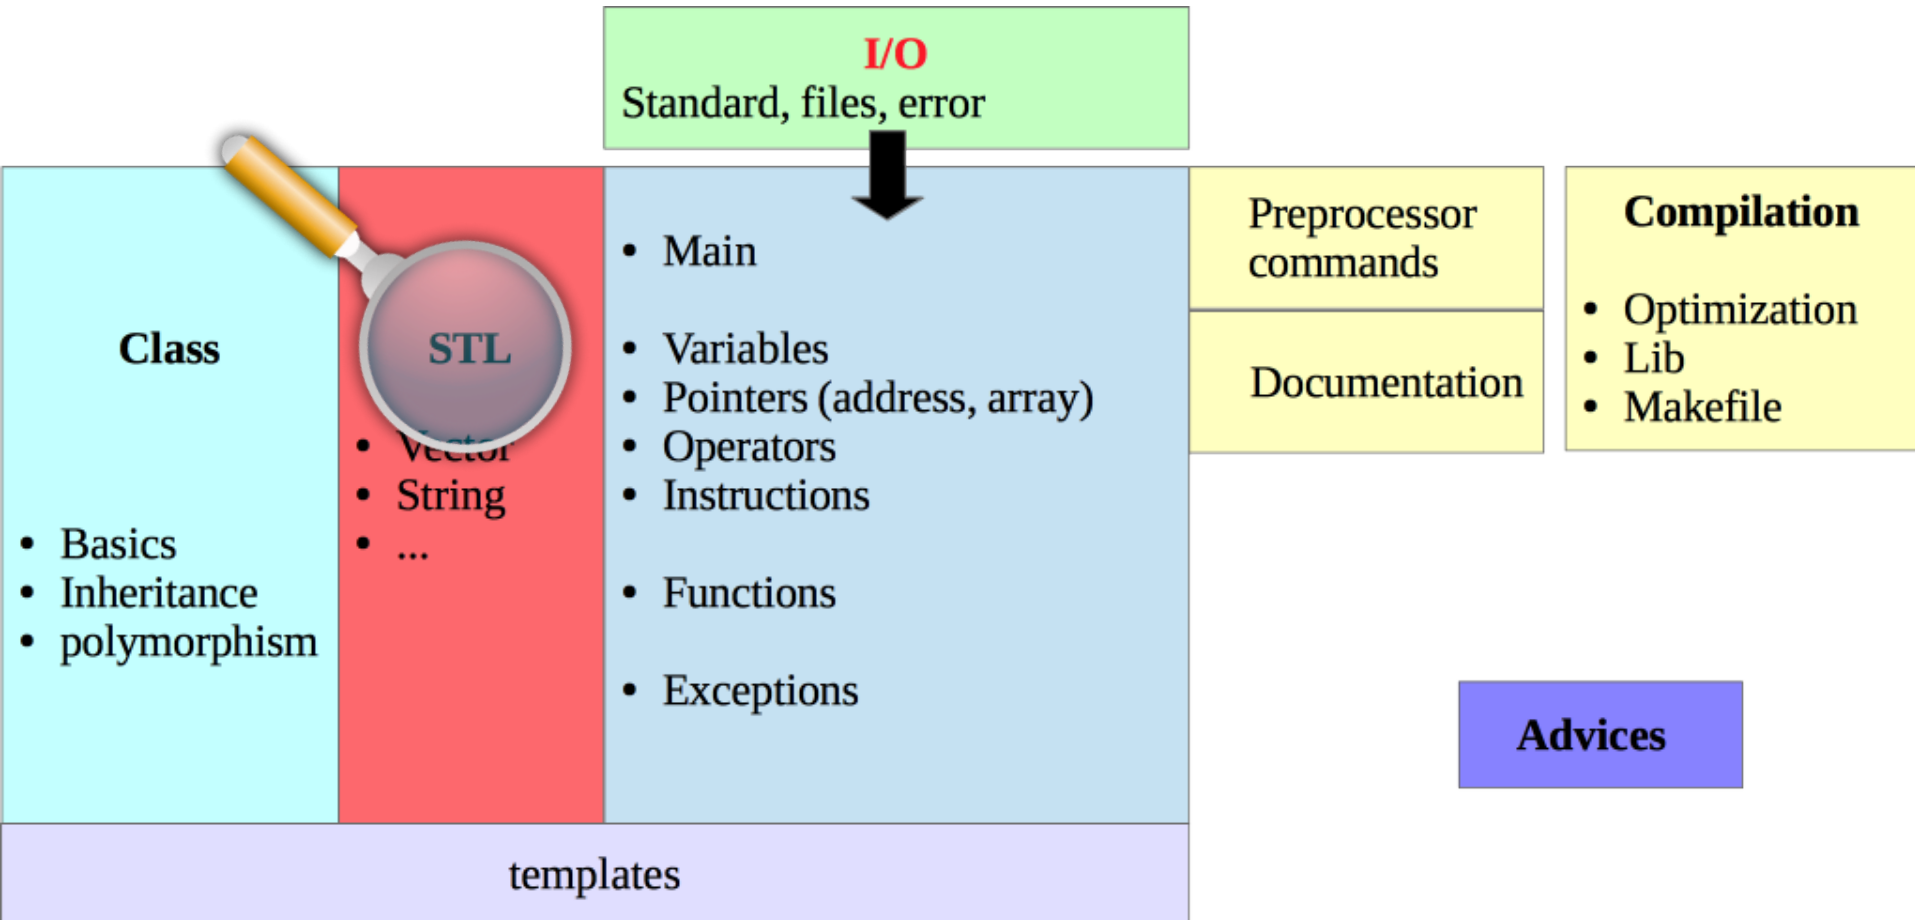 I/O
Standard, files, error
Class
• Basics
• Inheritance
• polymorphism
STL
• Vector
• String
• ...
• Main
• Variables
• Pointers (address, array)
• Operators
• Instructions
• Functions
• Exceptions
Preprocessor
commands
Documentation
Compilation
• Optimization
• Lib
• Makefile
Advices
templates